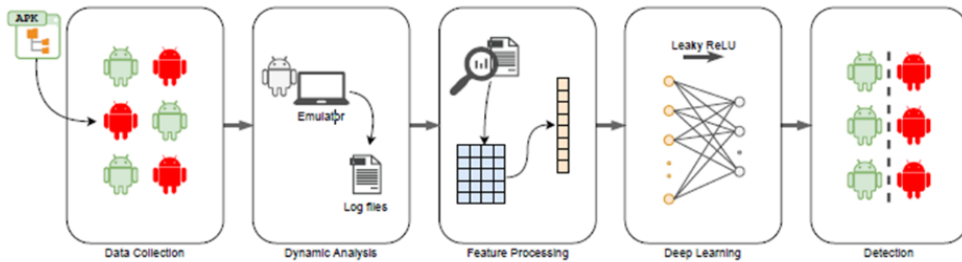 APK
Emulator
Log files
Leaky ReLU
Data Collection
Dynamic Analysis
Feature Processing
Deep Learning
Detection